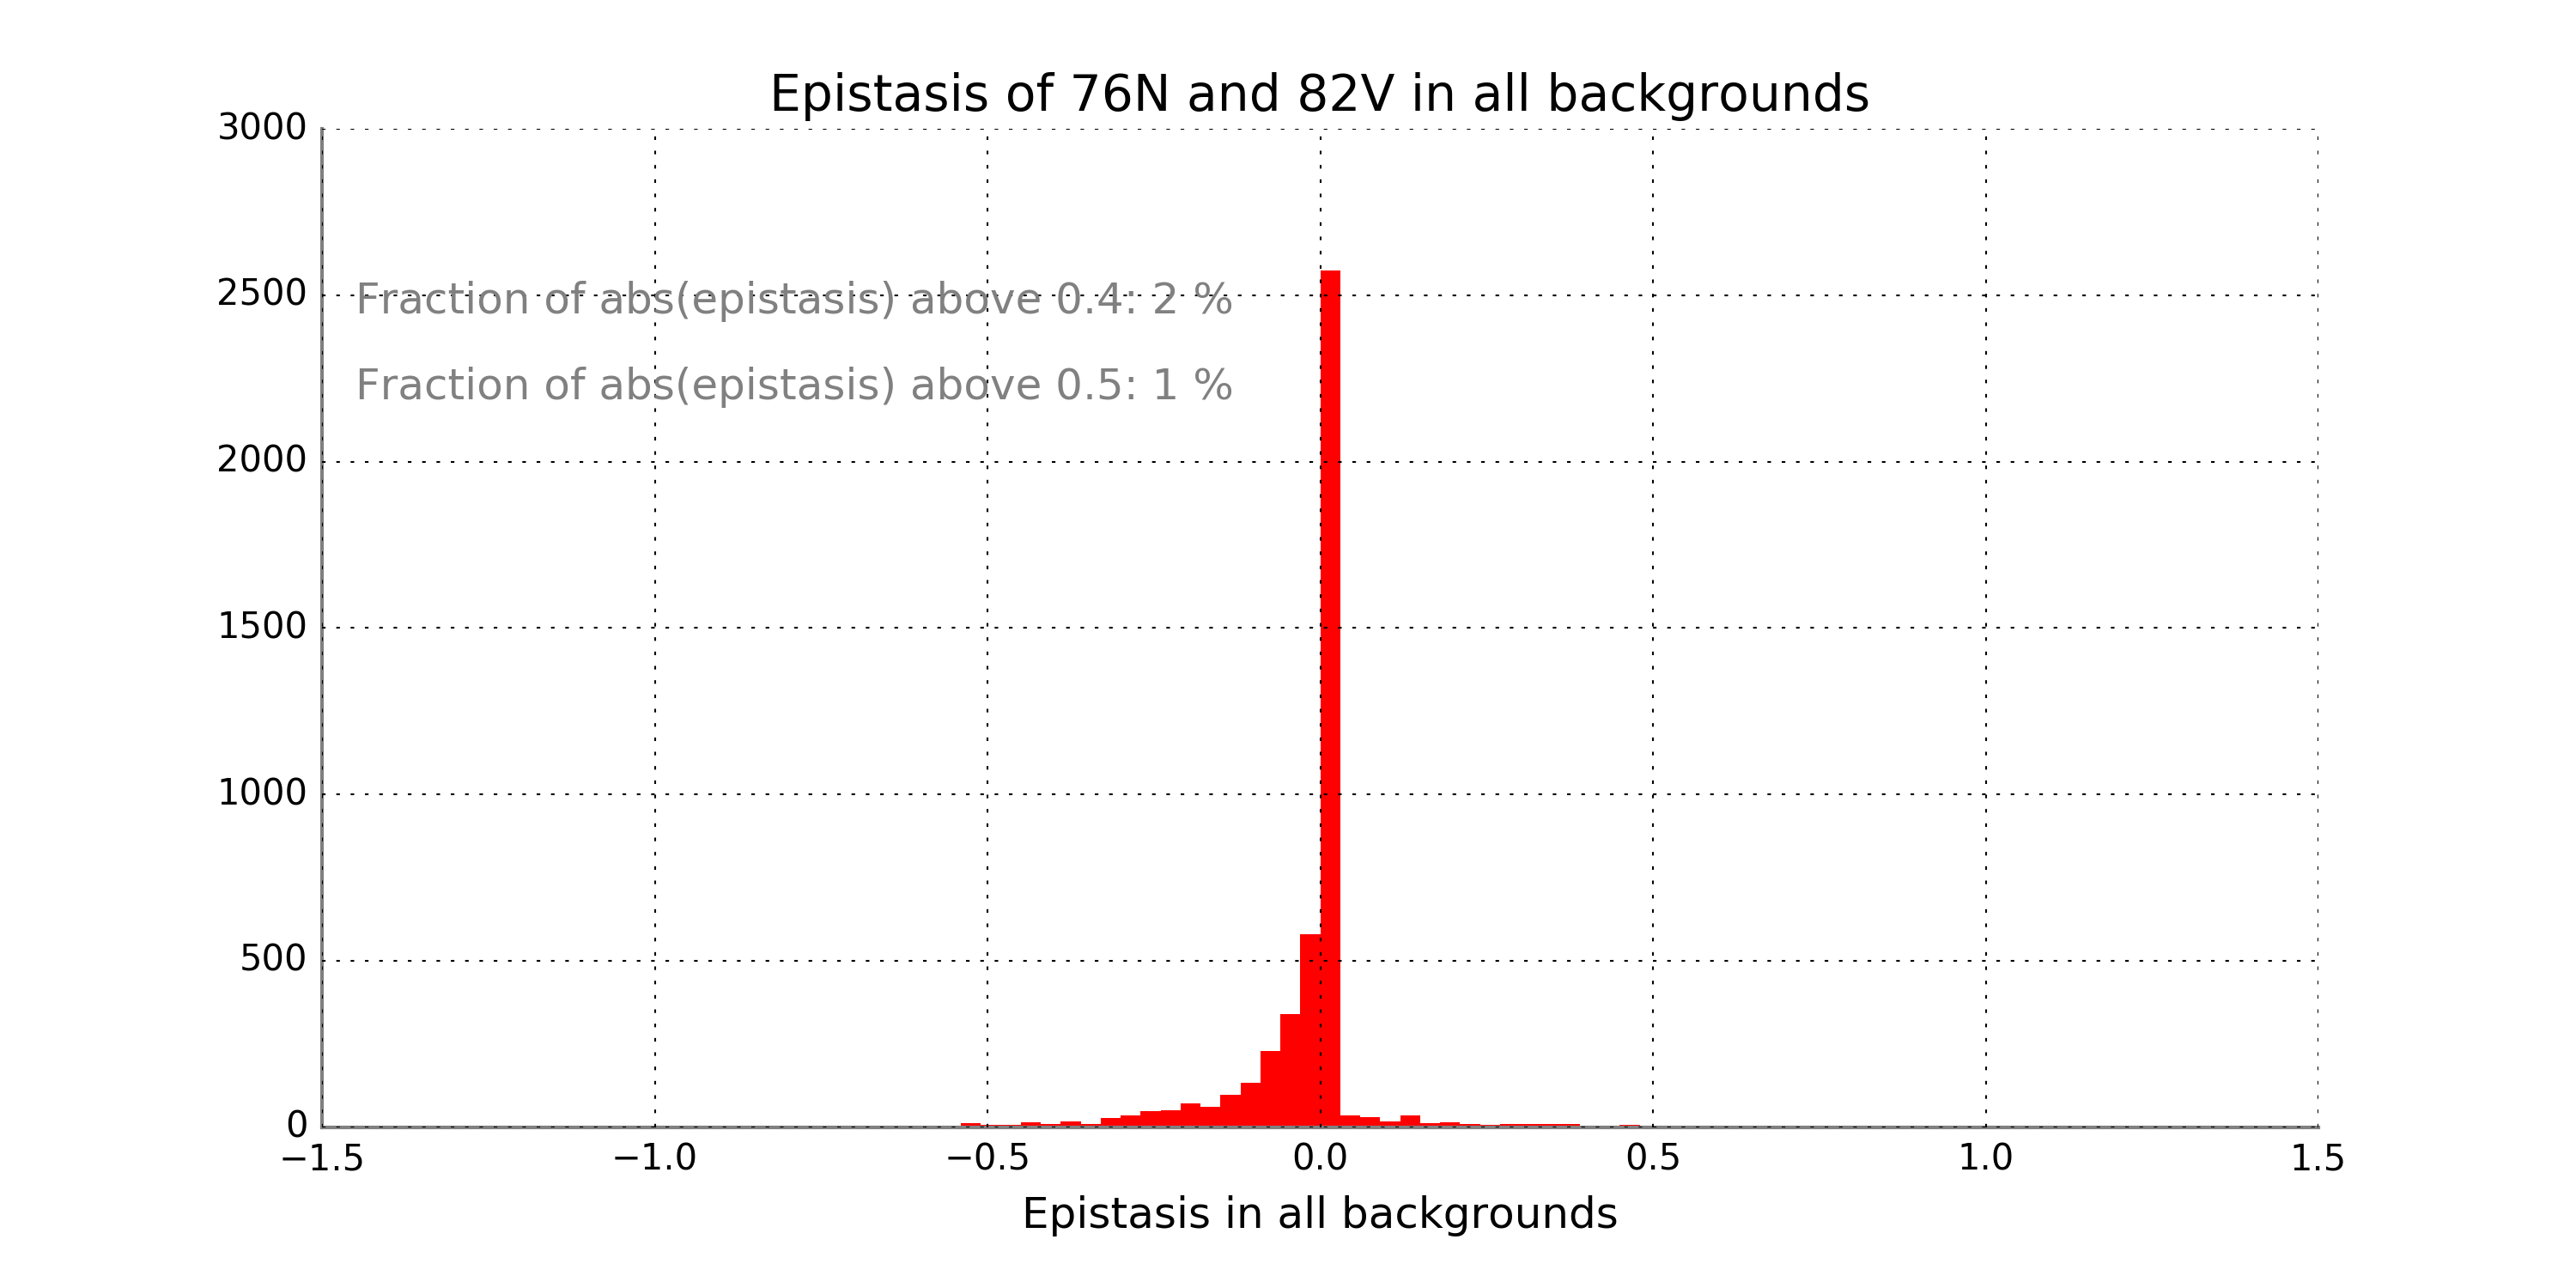 Epistasis of 76N and 82V in all backgrounds
3000
2500
Fraction of abs(epistasis) above 0.4: 2 %
Fraction of abs(epistasis) above 0.5: 1 %
2000
1500
1000
500
0
−1.5 −1.0 −0.5 0.0 0.5 1.0 1.5
Epistasis in all backgrounds